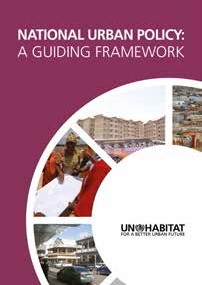 NATIONAL URBAN POLICY:
A GUIDING FRAMEWORK
UN HABITAT
FOR A BETTER URBAN FUTURE